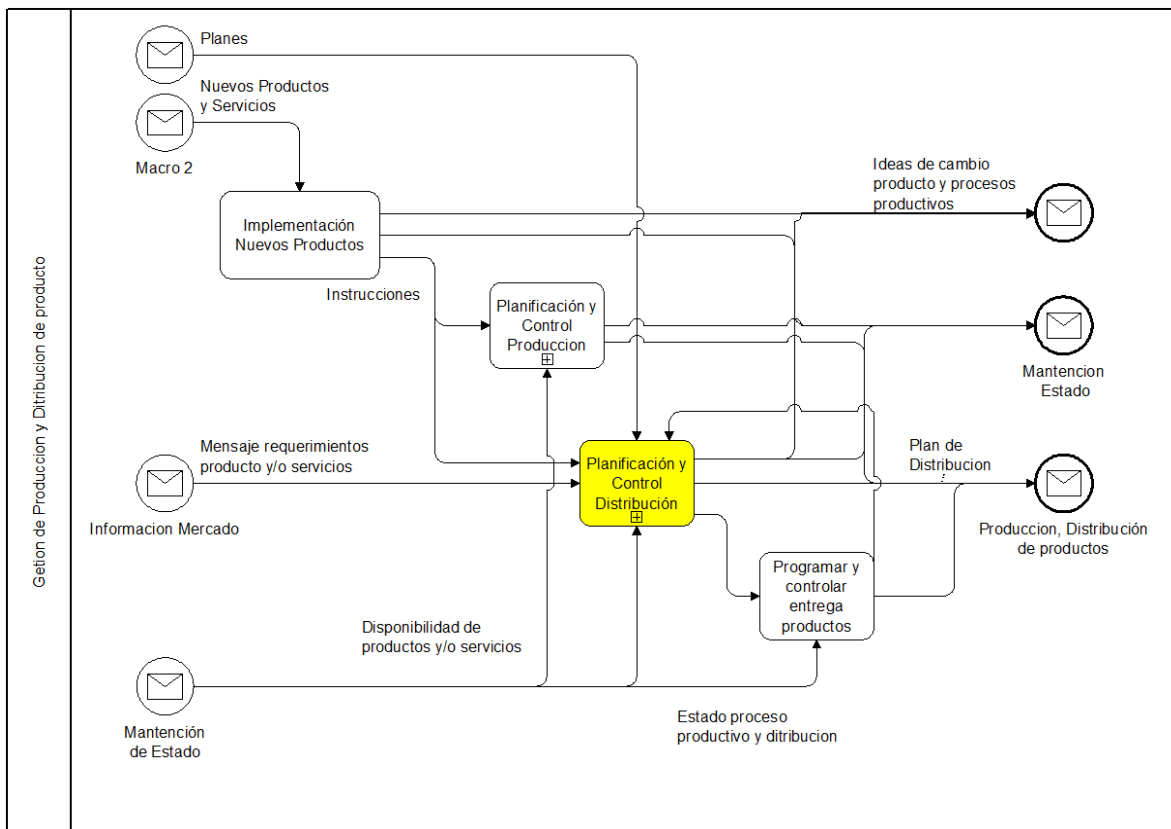 Getion de Produccion y Ditribucion de producto
Planes
Nuevos Productos
y Servicios
Macro 2
Implementación
Nuevos Productos
Instrucciones
Ideas de cambio
producto y procesos
productivos
Planificación y
Control
Produccion
Mantencion
Estado
Mensaje requerimientos
producto y/o servicios
Informacion Mercado
Planificación y
Control
Distribución
Plan de
Distribucion
Produccion, Distribución
de productos
Programar y
controlar
entrega
productos
Disponibilidad de
productos y/o servicios
Mantención
de Estado
Estado proceso
productivo y ditribucion